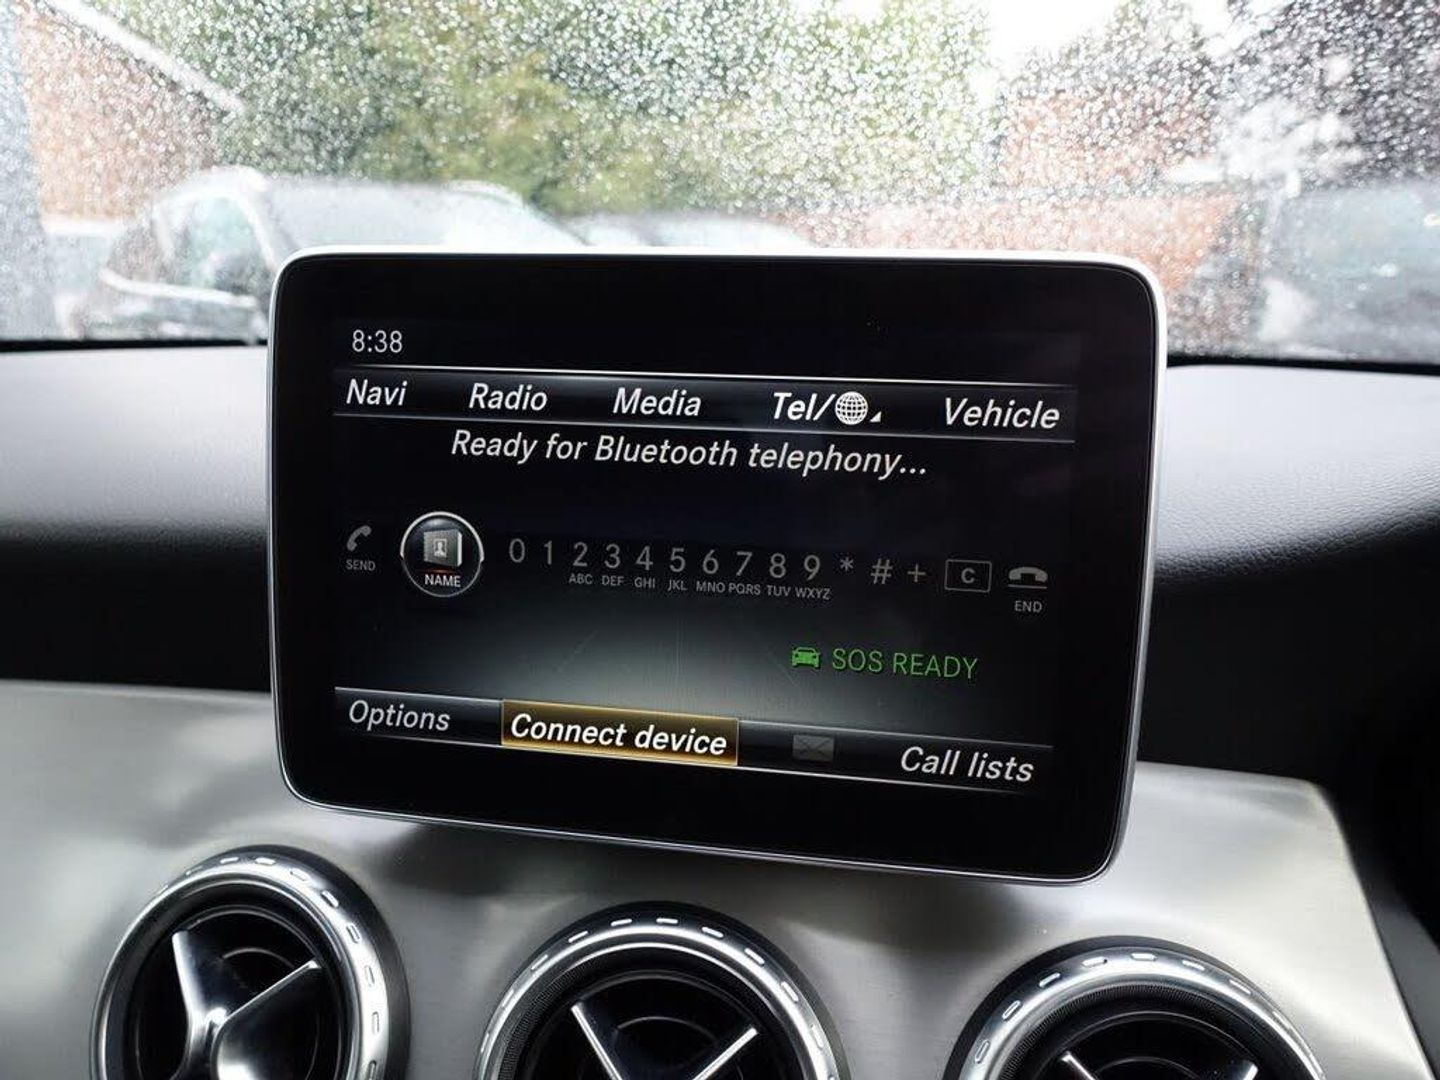 8:38
Navi Radio Media Tel/ Vehicle
Ready for Bluetooth telephony...
SEND NAME 0 1 2 3 4 5 6 7 8 9 * # + C END
ABC DEF GHI JKL MNO PQRS TUV WXYZ
SOS READY
Options Connect device Call lists